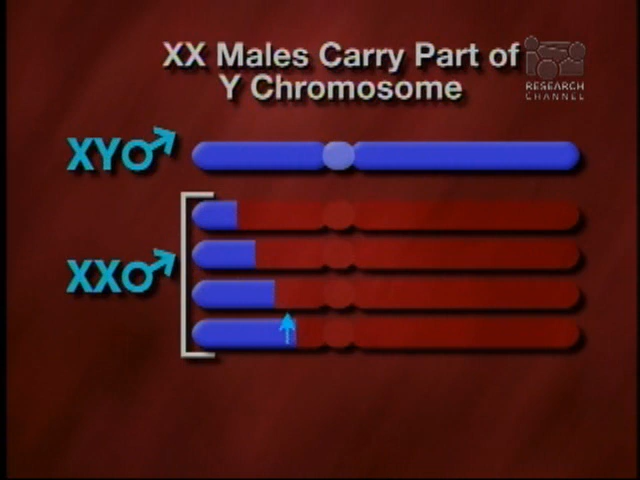 XX Males Carry Part of
Y Chromosome
RESEARCH
CHANNEL
XY♂
XX♂